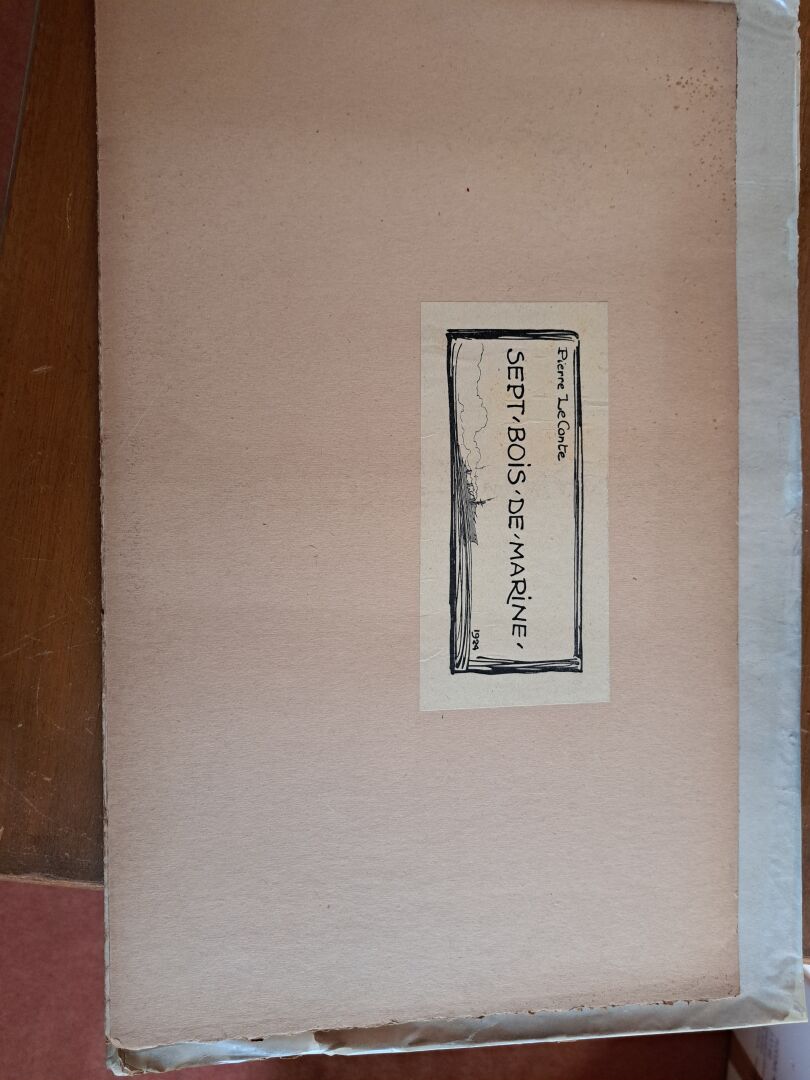 Pierre Le Conte
SEPT·BOIS·DE·MARINE·
1924